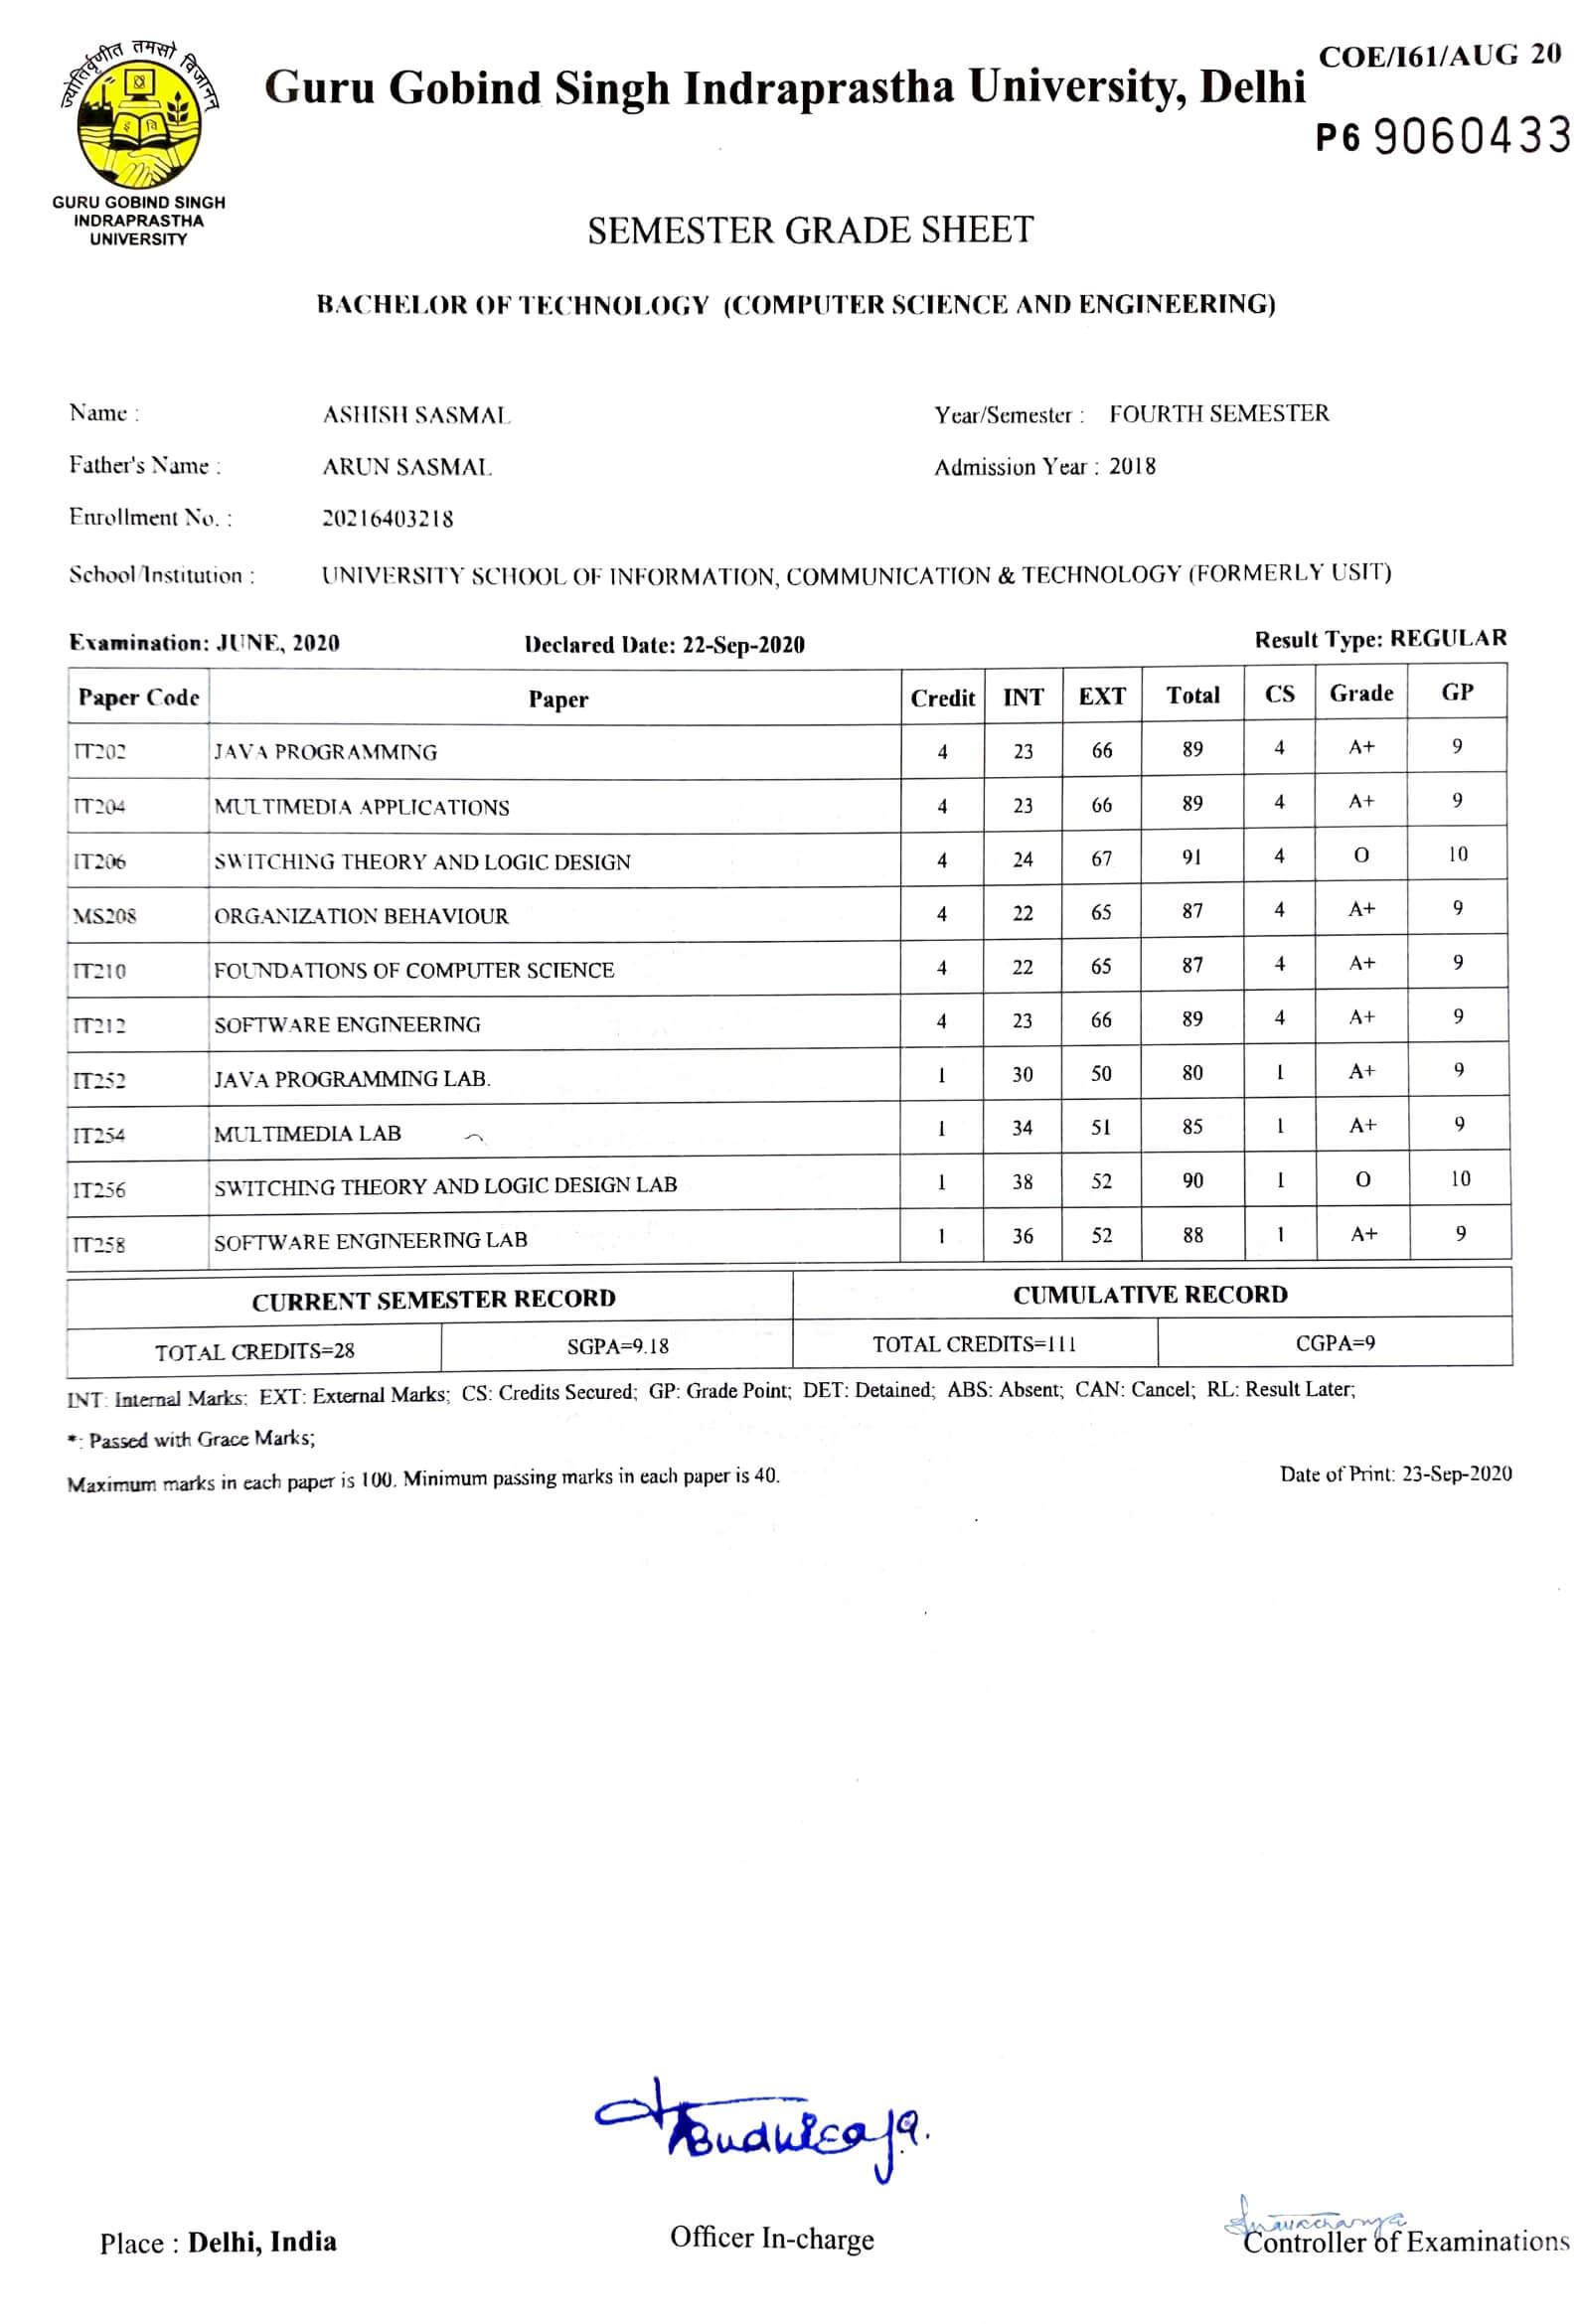 ज्योतिर्वृणीत तमसो विजानन
GURU GOBIND SINGH
INDRAPRASTHA
UNIVERSITY
Guru Gobind Singh Indraprastha University, Delhi
COE/I61/AUG 20
P6 9060433
SEMESTER GRADE SHEET
BACHELOR OF TECHNOLOGY (COMPUTER SCIENCE AND ENGINEERING)
Name : ASHISH SASMAL Year/Semester : FOURTH SEMESTER
Father's Name : ARUN SASMAL Admission Year : 2018
Enrollment No. : 20216403218
School/Institution : UNIVERSITY SCHOOL OF INFORMATION, COMMUNICATION & TECHNOLOGY (FORMERLY USIT)
Examination: JUNE, 2020 Declared Date: 22-Sep-2020 Result Type: REGULAR
Paper Code Paper Credit INT EXT Total CS Grade GP
IT202 JAVA PROGRAMMING 4 23 66 89 4 A+ 9
IT204 MULTIMEDIA APPLICATIONS 4 23 66 89 4 A+ 9
IT206 SWITCHING THEORY AND LOGIC DESIGN 4 24 67 91 4 O 10
MS208 ORGANIZATION BEHAVIOUR 4 22 65 87 4 A+ 9
IT210 FOUNDATIONS OF COMPUTER SCIENCE 4 22 65 87 4 A+ 9
IT212 SOFTWARE ENGINEERING 4 23 66 89 4 A+ 9
IT252 JAVA PROGRAMMING LAB. 1 30 50 80 1 A+ 9
IT254 MULTIMEDIA LAB 1 34 51 85 1 A+ 9
IT256 SWITCHING THEORY AND LOGIC DESIGN LAB 1 38 52 90 1 O 10
IT258 SOFTWARE ENGINEERING LAB 1 36 52 88 1 A+ 9
CURRENT SEMESTER RECORD CUMULATIVE RECORD
TOTAL CREDITS=28 SGPA=9.18 TOTAL CREDITS=111 CGPA=9
INT: Internal Marks; EXT: External Marks; CS: Credits Secured; GP: Grade Point; DET: Detained; ABS: Absent; CAN: Cancel; RL: Result Later;
*: Passed with Grace Marks;
Maximum marks in each paper is 100. Minimum passing marks in each paper is 40. Date of Print: 23-Sep-2020
Place : Delhi, India Officer In-charge Controller of Examinations